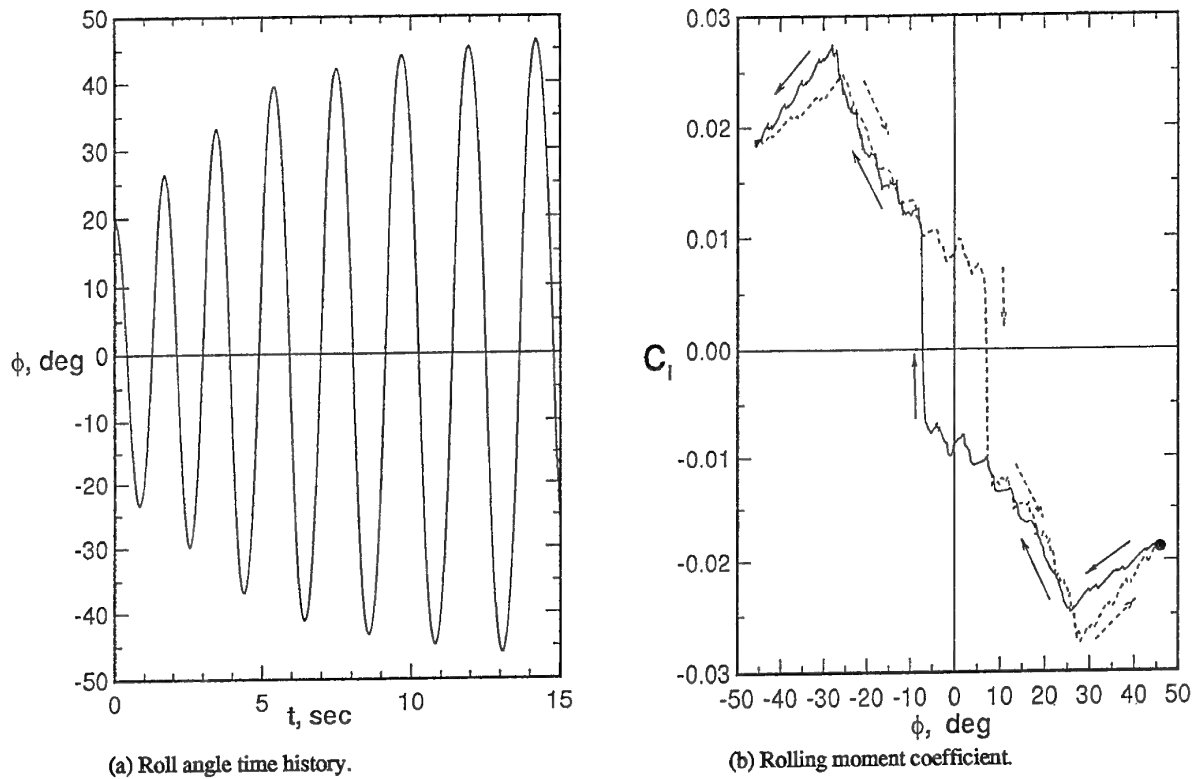 50
40
30
20
10
0
-10
-20
-30
-40
-50
ϕ, deg
0 5 10 15
t, sec
(a) Roll angle time history.
0.03
0.02
0.01
0.00
-0.01
-0.02
-0.03
C_l
-50 -40 -30 -20 -10 0 10 20 30 40 50
ϕ, deg
(b) Rolling moment coefficient.